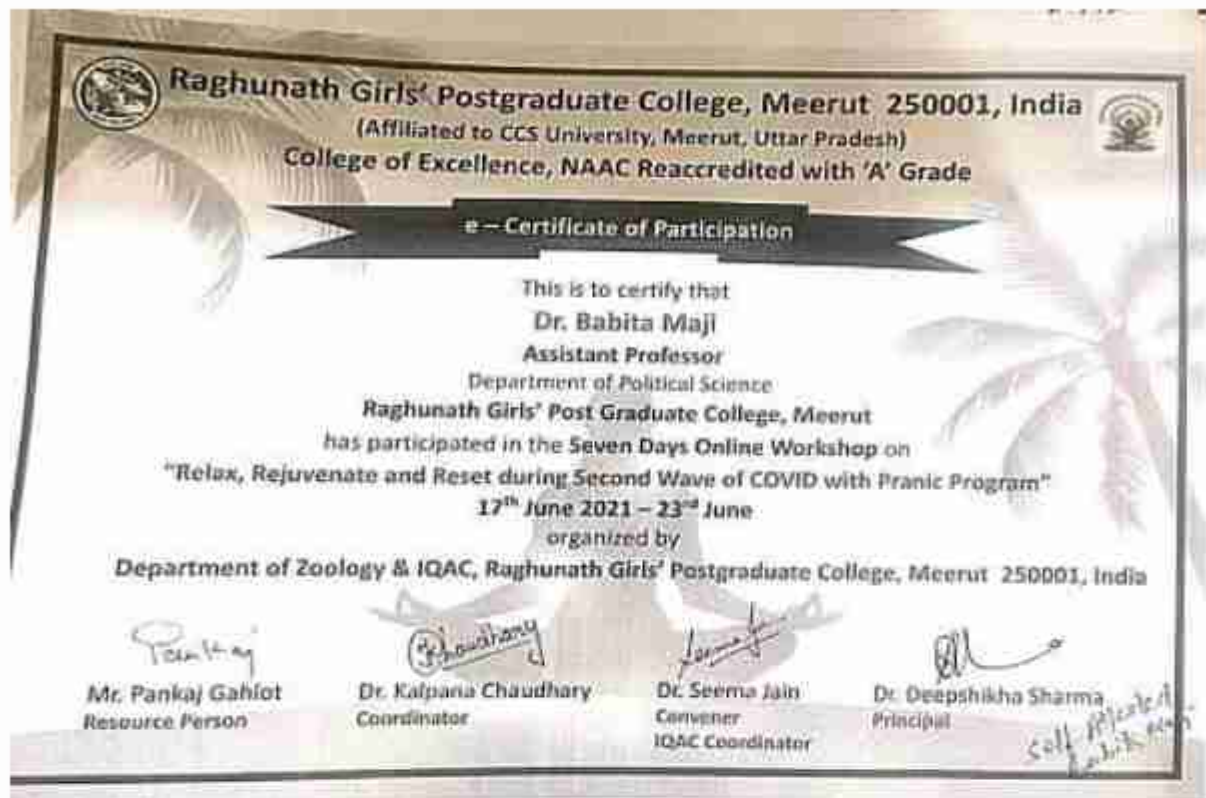 Raghunath Girls' Postgraduate College, Meerut 250001, India
(Affiliated to CCS University, Meerut, Uttar Pradesh)
College of Excellence, NAAC Reaccredited with 'A' Grade
e – Certificate of Participation
This is to certify that
Dr. Babita Maji
Assistant Professor
Department of Political Science
Raghunath Girls' Post Graduate College, Meerut
has participated in the Seven Days Online Workshop on
"Relax, Rejuvenate and Reset during Second Wave of COVID with Pranic Program"
17th June 2021 – 23rd June
organized by
Department of Zoology & IQAC, Raghunath Girls' Postgraduate College, Meerut 250001, India
Pankaj
Chaudhary
Seema
Mr. Pankaj Gahlot
Resource Person
Dr. Kalpana Chaudhary
Coordinator
Dr. Seema Jain
Convener
IQAC Coordinator
Dr. Deepshikha Sharma
Principal
self